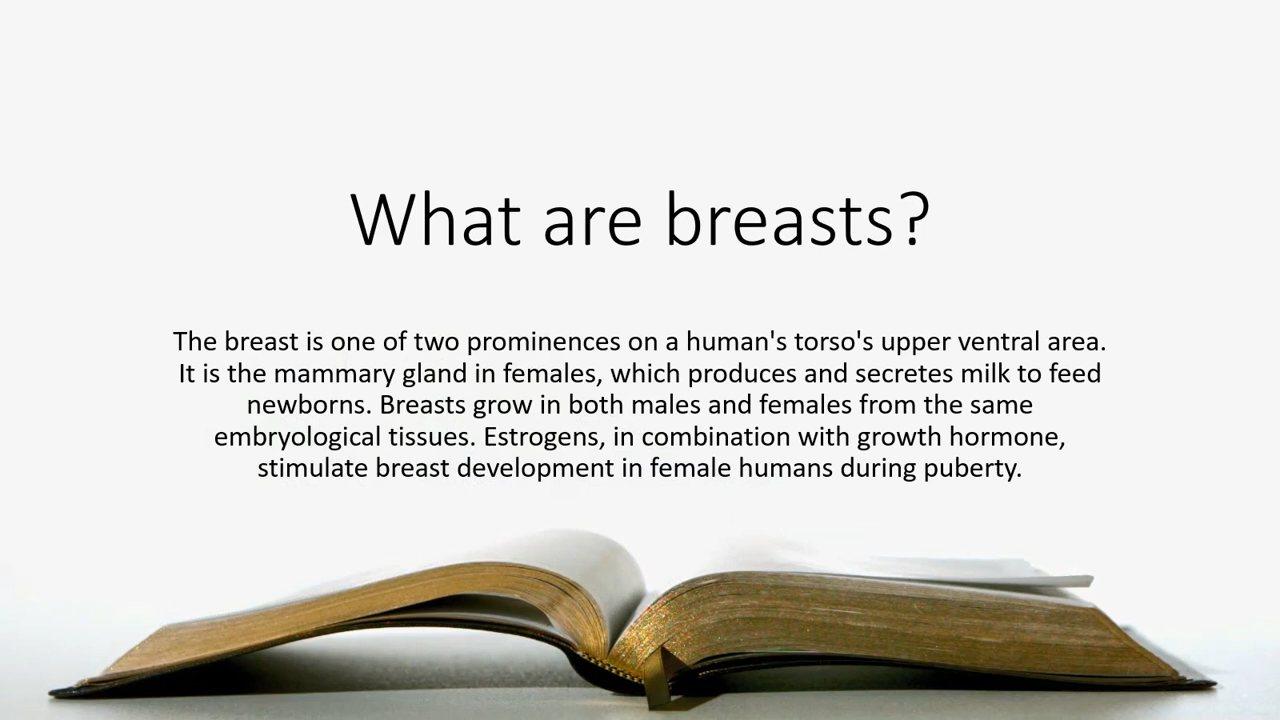 What are breasts?
The breast is one of two prominences on a human's torso's upper ventral area.
It is the mammary gland in females, which produces and secretes milk to feed
newborns. Breasts grow in both males and females from the same
embryological tissues. Estrogens, in combination with growth hormone,
stimulate breast development in female humans during puberty.